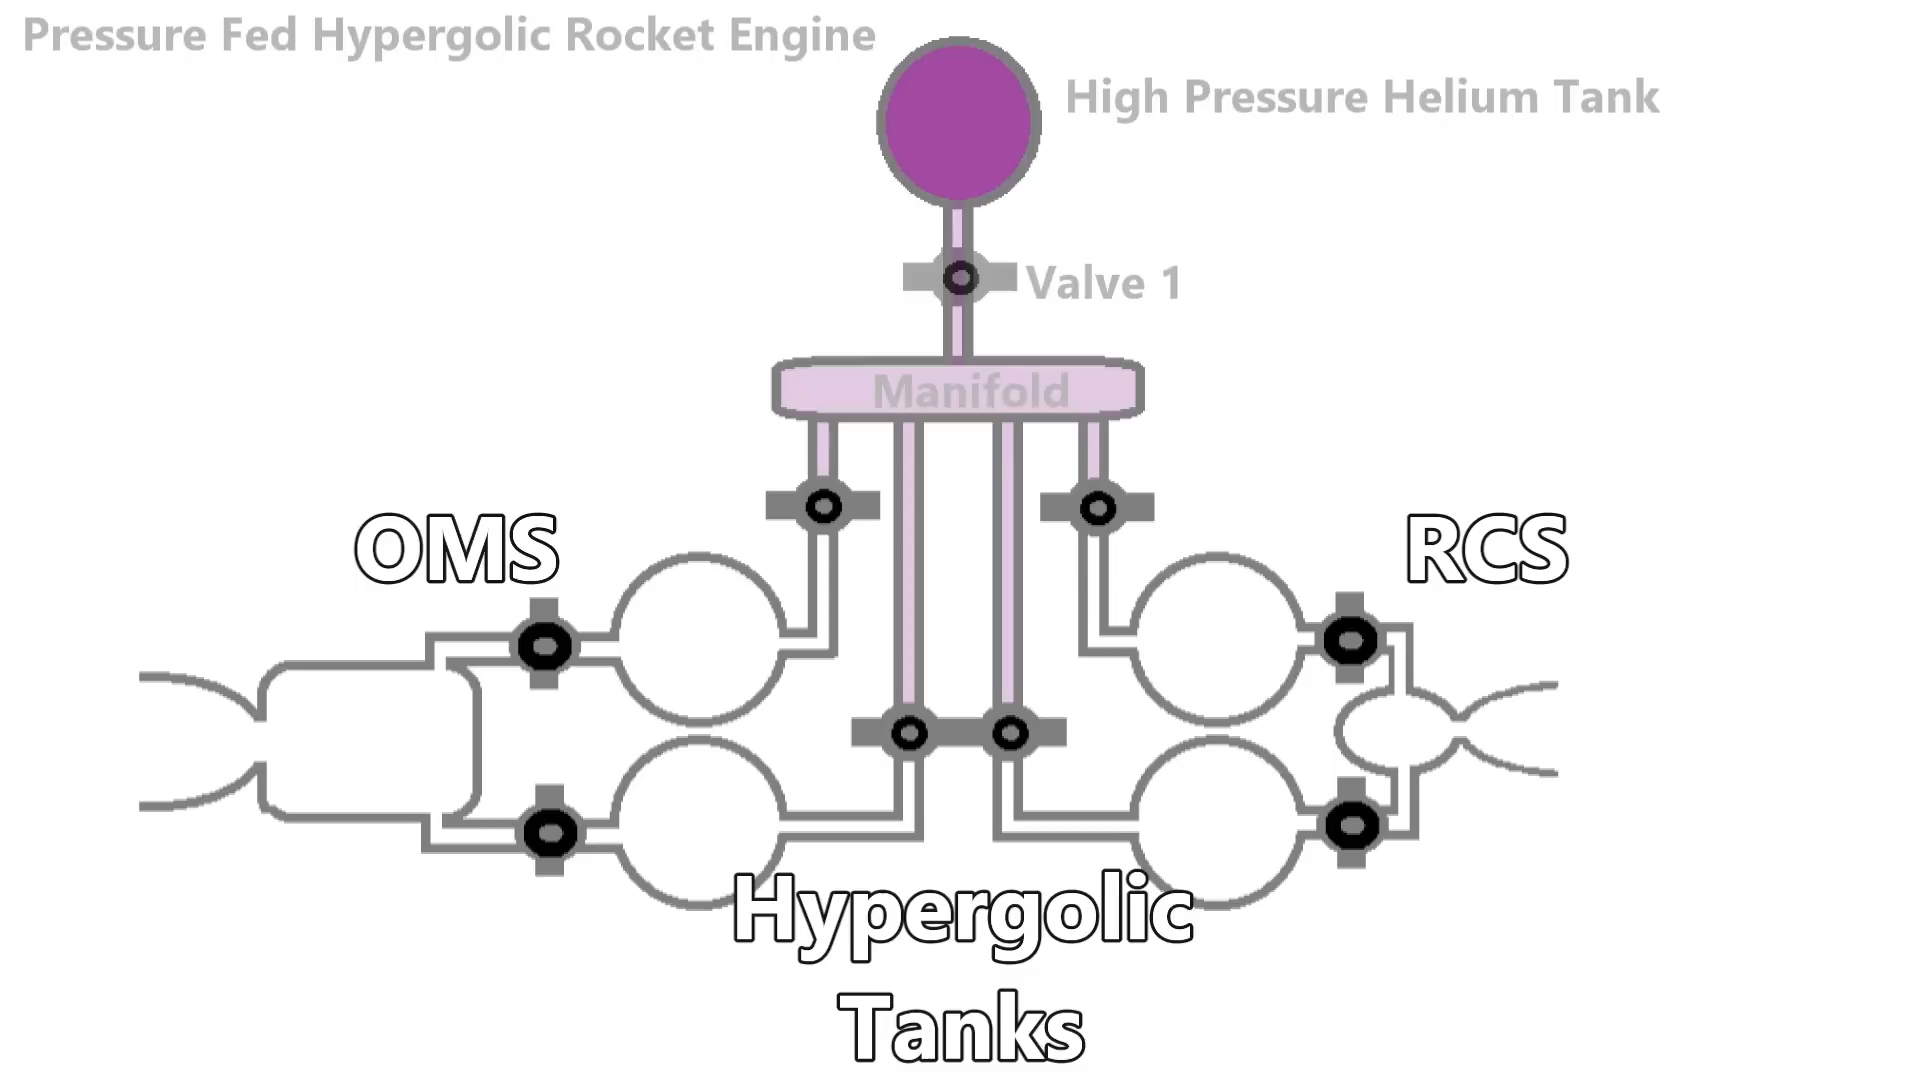 Pressure Fed Hypergolic Rocket Engine
High Pressure Helium Tank
Valve 1
Manifold
OMS
RCS
Hypergolic
Tanks